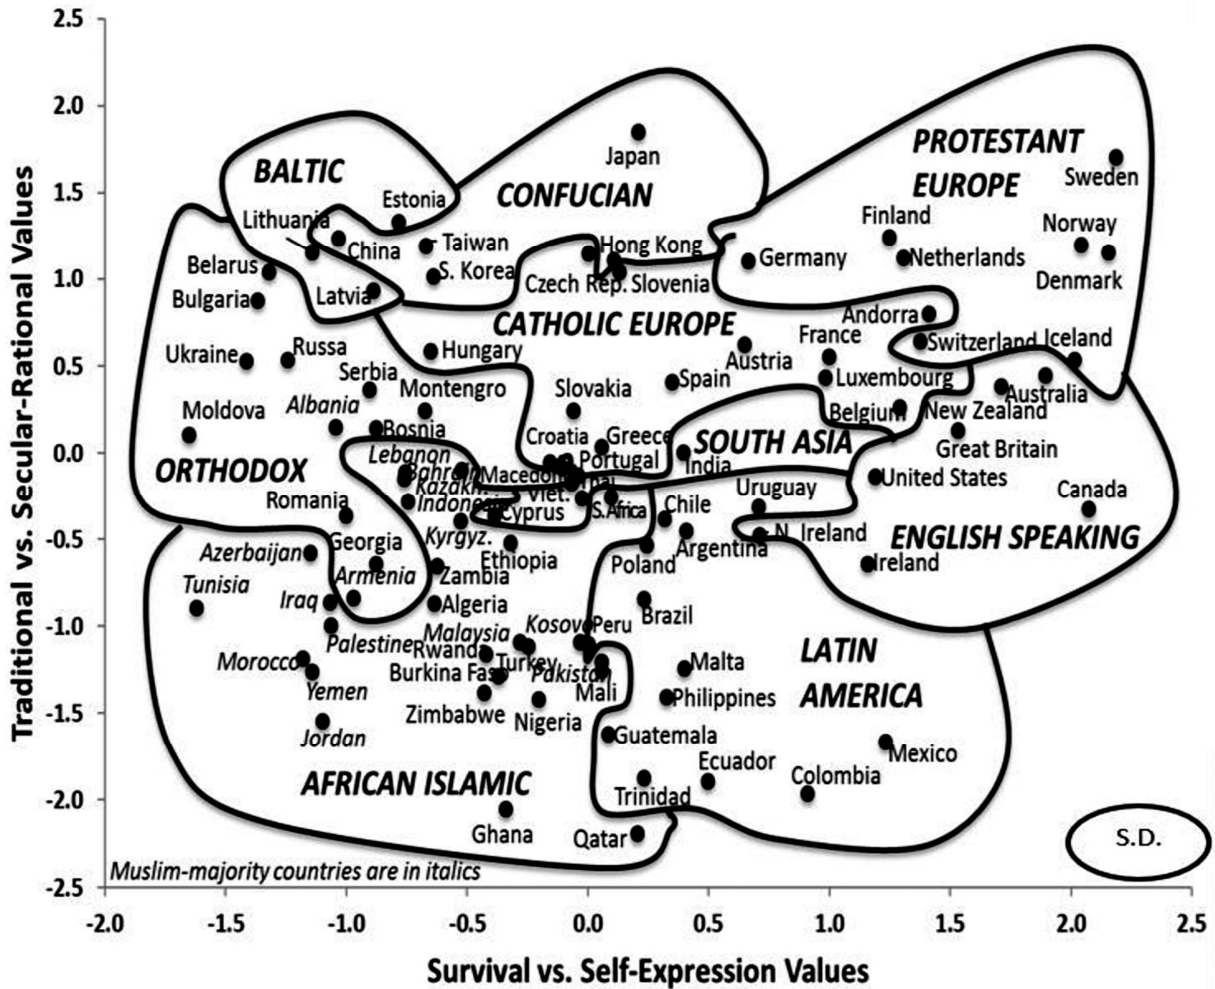 2.5
2.0
1.5
1.0
0.5
0.0
-0.5
-1.0
-1.5
-2.0
-2.5
Traditional vs. Secular-Rational Values
-2.0 -1.5 -1.0 -0.5 0.0 0.5 1.0 1.5 2.0 2.5
Survival vs. Self-Expression Values
PROTESTANT
EUROPE
Japan
BALTIC
Sweden
CONFUCIAN
Estonia
Finland
Lithuania
Norway
China
Taiwan
Hong Kong
Germany
Netherlands
Belarus
S. Korea
Denmark
Czech Rep.
Slovenia
Bulgaria
Latvia
CATHOLIC EUROPE
Andorra
France
Switzerland
Iceland
Ukraine
Russa
Hungary
Austria
Serbia
Spain
Luxembourg
Montengro
Slovakia
Australia
Albania
Moldova
Belgium
New Zealand
Bosnia
Croatia
Greece
SOUTH ASIA
Great Britain
Lebanon
Portugal
India
ORTHODOX
Bahrain
Macedon
Kazakh.
United States
Viet.
Uruguay
Canada
Romania
Indones
Cyprus
S.Africa
Chile
N. Ireland
ENGLISH SPEAKING
Georgia
Kyrgyz.
Argentina
Azerbaijan
Ethiopia
Poland
Ireland
Tunisia
Armenia
Zambia
Iraq
Algeria
Brazil
Malaysia
Kosovo
Peru
Palestine
Rwanda
LATIN
AMERICA
Morocco
Turkey
Malta
Burkina Faso
Pakistan
Yemen
Mali
Philippines
Zimbabwe
Nigeria
Jordan
Guatemala
Mexico
Ecuador
AFRICAN ISLAMIC
Colombia
Trinidad
Ghana
Qatar
S.D.
Muslim-majority countries are in italics